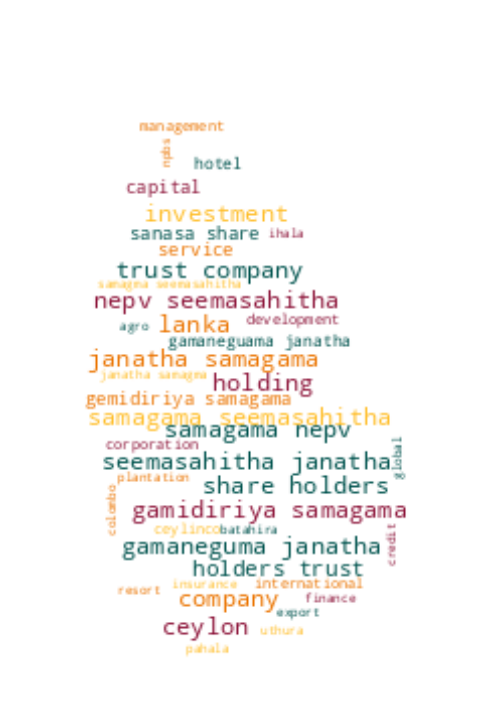 management
npbs
hotel
capital
investment
sanasa share ihala
service
trust company
samagma seemasahitha
nepv seemasahitha
agro lanka development
gamaneguama janatha
janatha samagama
janatha samagma holding
gemidiriya samagama
samagama seemasahitha
samagama nepv
corporation
global
seemasahitha janatha
plantation
share holders
colombo
gamidiriya samagama
ceylinco batahira
credit
gamaneguma janatha
holders trust
insurance international
resort company finance
export
ceylon uthura
pahala